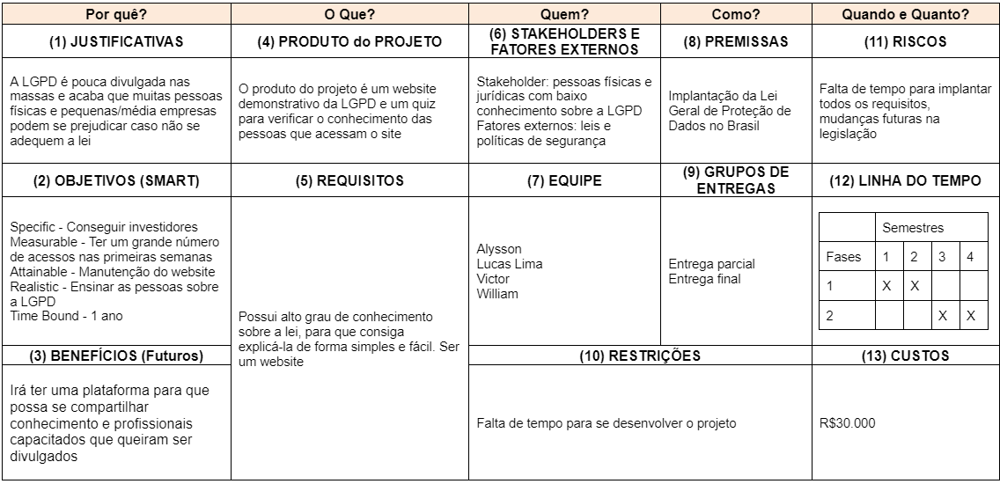 Por quê?
O Que?
Quem?
Como?
Quando e Quanto?
(1) JUSTIFICATIVAS
(4) PRODUTO do PROJETO
(6) STAKEHOLDERS E
FATORES EXTERNOS
(8) PREMISSAS
(11) RISCOS
A LGPD é pouca divulgada nas
massas e acaba que muitas pessoas
físicas e pequenas/média empresas
podem se prejudicar caso não se
adequem a lei
O produto do projeto é um website
demonstrativo da LGPD e um quiz
para verificar o conhecimento das
pessoas que acessam o site
Stakeholder: pessoas físicas e
jurídicas com baixo
conhecimento sobre a LGPD
Fatores externos: leis e
políticas de segurança
Implantação da Lei
Geral de Proteção de
Dados no Brasil
Falta de tempo para implantar
todos os requisitos,
mudanças futuras na
legislação
(2) OBJETIVOS (SMART)
(5) REQUISITOS
(7) EQUIPE
(9) GRUPOS DE
ENTREGAS
(12) LINHA DO TEMPO
Specific - Conseguir investidores
Measurable - Ter um grande número
de acessos nas primeiras semanas
Attainable - Manutenção do website
Realistic - Ensinar as pessoas sobre
a LGPD
Time Bound - 1 ano
Possui alto grau de conhecimento
sobre a lei, para que consiga
explicá-la de forma simples e fácil. Ser
um website
Alysson
Lucas Lima
Victor
William
Entrega parcial
Entrega final
Semestres
Fases 1 2 3 4
1 X X
2 X X
(3) BENEFÍCIOS (Futuros)
(10) RESTRIÇÕES
(13) CUSTOS
Irá ter uma plataforma para que
possa se compartilhar
conhecimento e profissionais
capacitados que queiram ser
divulgados
Falta de tempo para se desenvolver o projeto
R$30.000